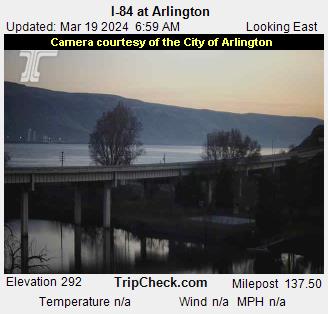 I-84 at Arlington
Updated: Mar 19 2024 6:59 AM Looking East
Camera courtesy of the City of Arlington
Elevation 292 TripCheck.com Milepost 137.50
Temperature n/a Wind n/a MPH n/a